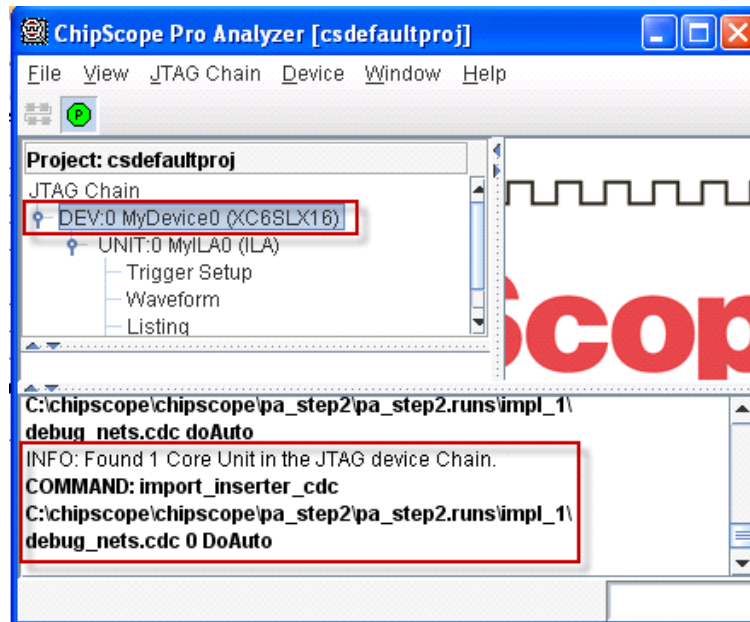 ChipScope Pro Analyzer [csdefaultproj]
File View JTAG Chain Device Window Help
P
Project: csdefaultproj
JTAG Chain
DEV:0 MyDevice0 (XC6SLX16)
UNIT:0 MyILA0 (ILA)
Trigger Setup
Waveform
Listing
Scop
C:\chipscope\chipscope\pa_step2\pa_step2.runs\impl_1\
debug_nets.cdc doAuto
INFO: Found 1 Core Unit in the JTAG device Chain.
COMMAND: import_inserter_cdc
C:\chipscope\chipscope\pa_step2\pa_step2.runs\impl_1\
debug_nets.cdc 0 DoAuto